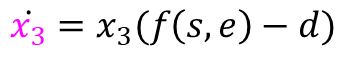 ẋ₃ = x₃(f(s, e) − d)